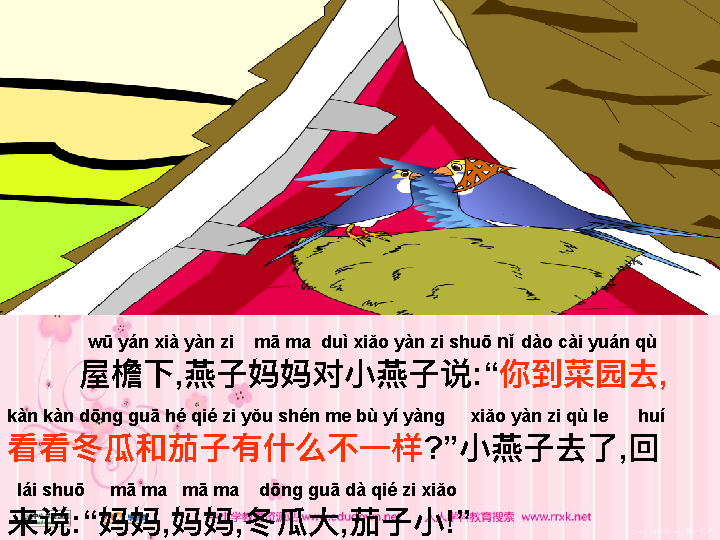 wū yán xià yàn zi mā ma duì xiǎo yàn zi shuō nǐ dào cài yuán qù
屋檐下,燕子妈妈对小燕子说:“你到菜园去,
kàn kàn dōng guā hé qié zi yǒu shén me bù yí yàng xiǎo yàn zi qù le huí
看看冬瓜和茄子有什么不一样?”小燕子去了,回
lái shuō mā ma mā ma dōng guā dà qié zi xiǎo
来说:“妈妈,妈妈,冬瓜大,茄子小!”
教育搜索 www.rrxk.net